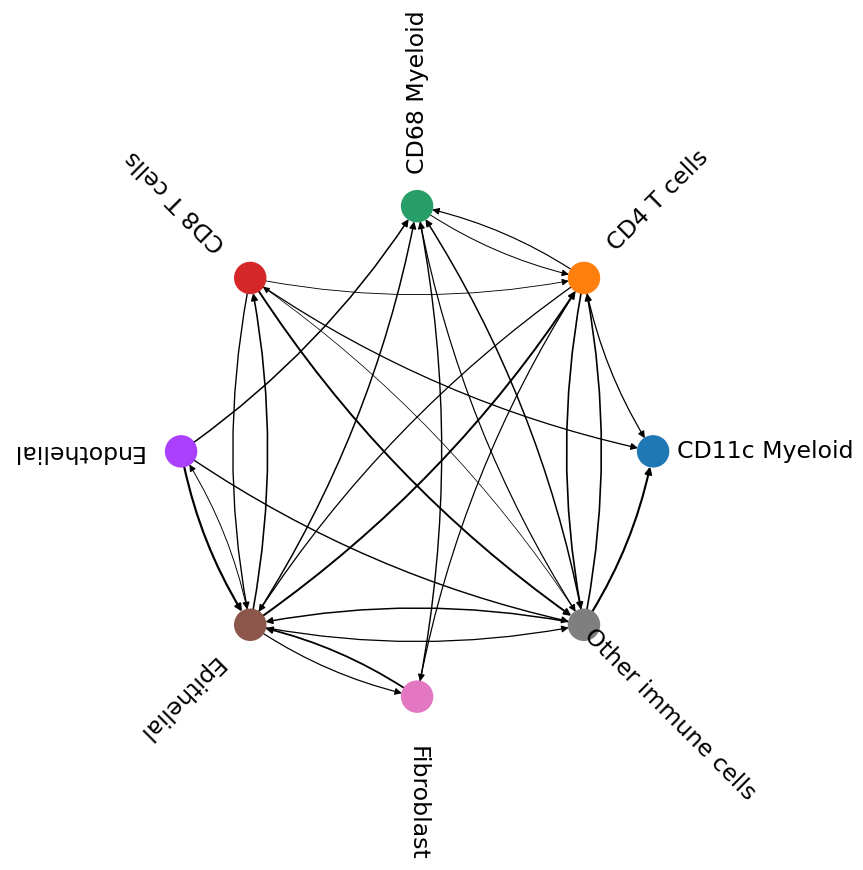 CD68 Myeloid
CD4 T cells
CD8 T cells
CD11c Myeloid
Endothelial
Other immune cells
Epithelial
Fibroblast